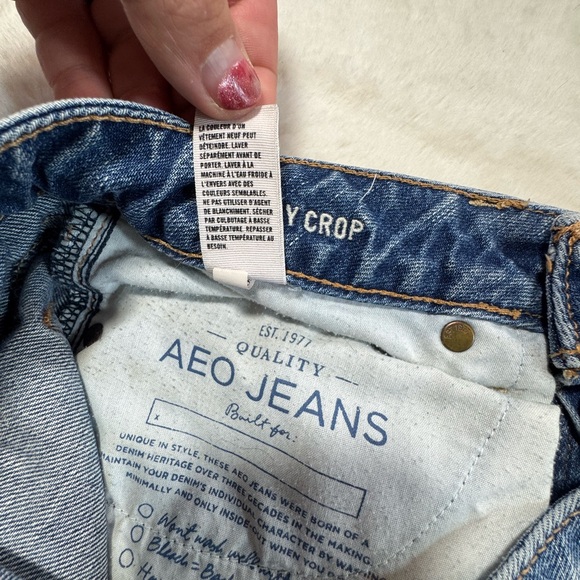 LA COULEUR D'UN
VÊTEMENT NEUF PEUT
DÉTEINDRE. LAVER
SÉPARÉMENT AVANT DE
PORTER. LAVER À LA
MACHINE À L'EAU FROIDE À
L'ENVERS AVEC DES
COULEURS SEMBLABLES.
NE PAS UTILISER D'AGENT
DE BLANCHIMENT. SÉCHER
PAR CULBUTAGE À BASSE
TEMPÉRATURE. REPASSER
À BASSE TEMPÉRATURE AU
BESOIN.
Y CROP
EST. 1977
QUALITY
AEO JEANS
Built for:
x
UNIQUE IN STYLE, THESE AEO JEANS WERE BORN OF A
DENIM HERITAGE OVER THREE DECADES IN THE MAKING.
MAINTAIN YOUR DENIM'S INDIVIDUAL CHARACTER BY
MINIMALLY AND ONLY INSIDE-OUT WHEN YOU
Won't wash
Bleach = Bad